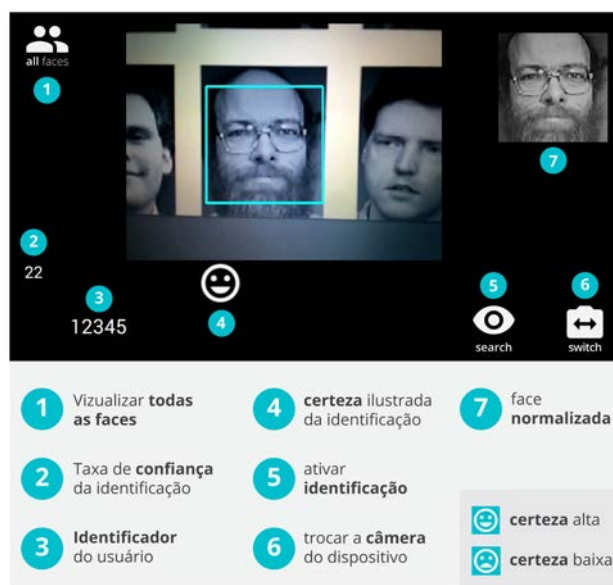 all faces
1
7
2
22
3
12345
4
5
search
6
switch
1
Vizualizar todas
as faces
2
Taxa de confiança
da identificação
3
Identificador
do usuário
4
certeza ilustrada
da identificação
5
ativar
identificação
6
trocar a câmera
do dispositivo
7
face
normalizada
certeza alta
certeza baixa